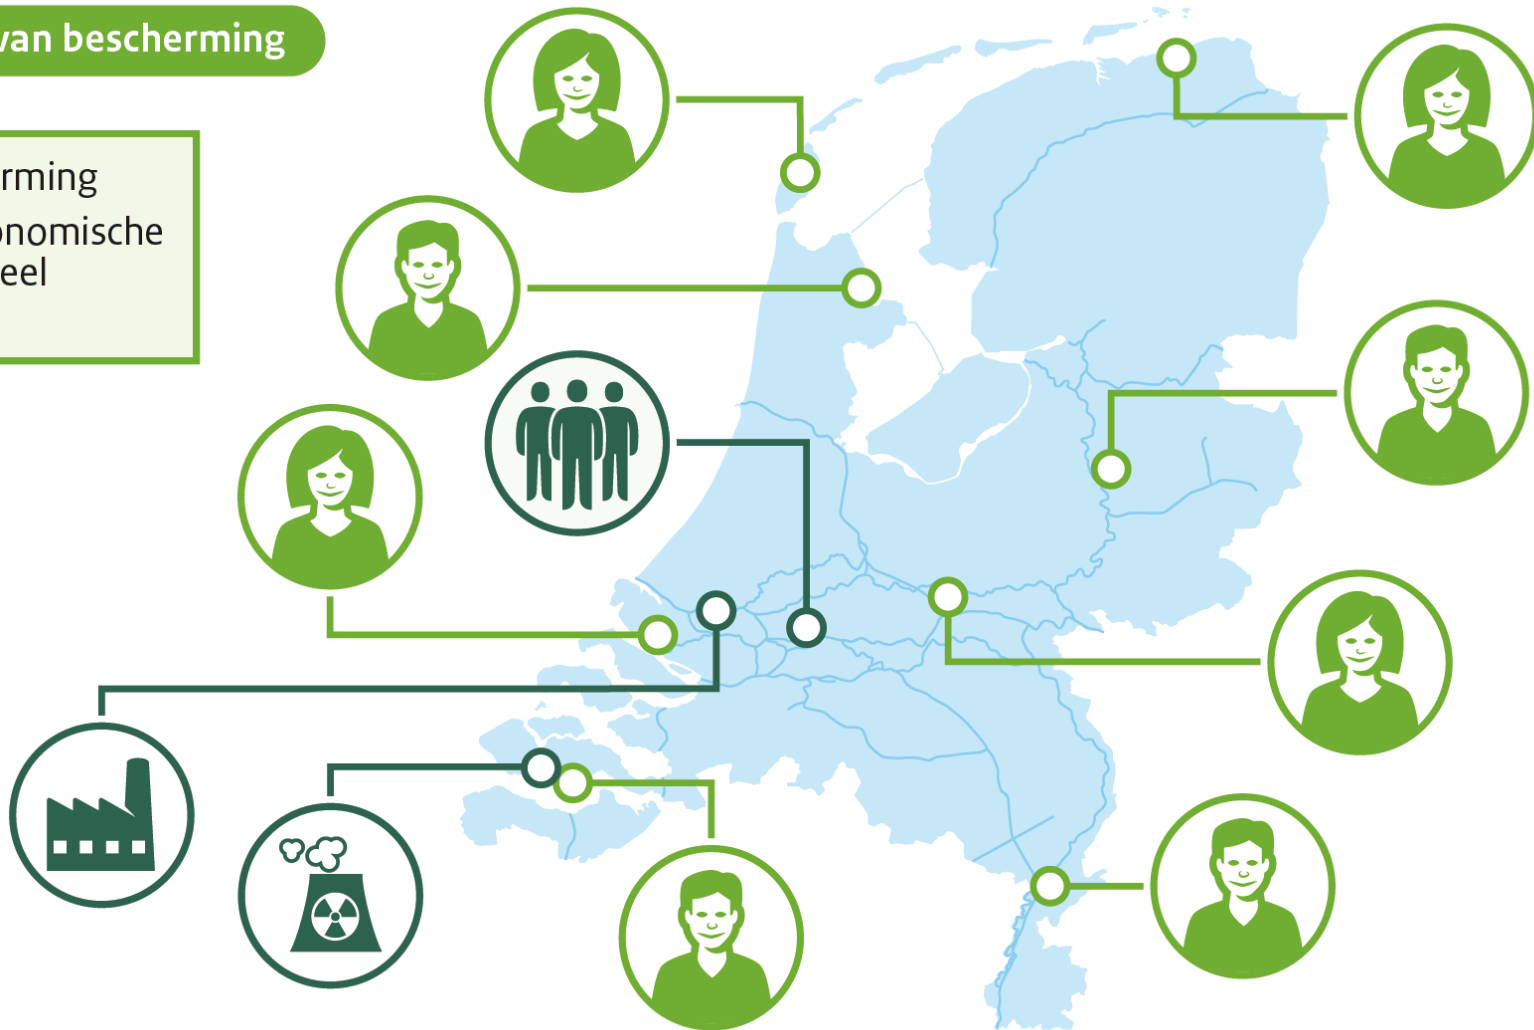 van bescherming
rming
onomische
eel